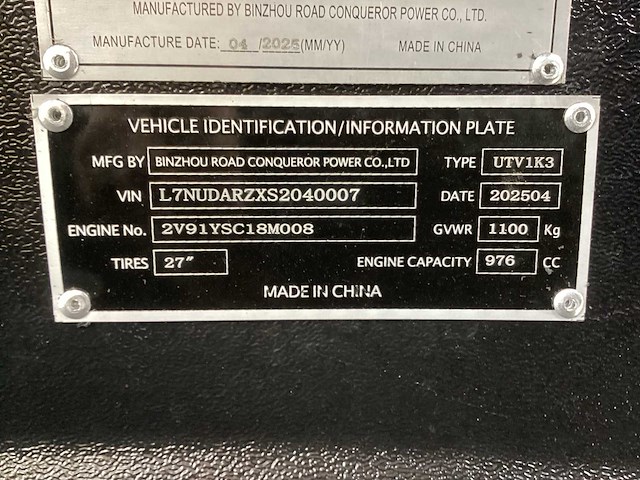 MANUFACTURED BY BINZHOU ROAD CONQUEROR POWER CO., LTD.
MANUFACTURE DATE: 04 /2025(MM/YY) MADE IN CHINA
VEHICLE IDENTIFICATION/INFORMATION PLATE
MFG BY BINZHOU ROAD CONQUEROR POWER CO.,LTD TYPE UTV1K3
VIN L7NUDARZXS2040007 DATE 202504
ENGINE No. 2V91YSC18M008 GVWR 1100 Kg
TIRES 27″ ENGINE CAPACITY 976 CC
MADE IN CHINA